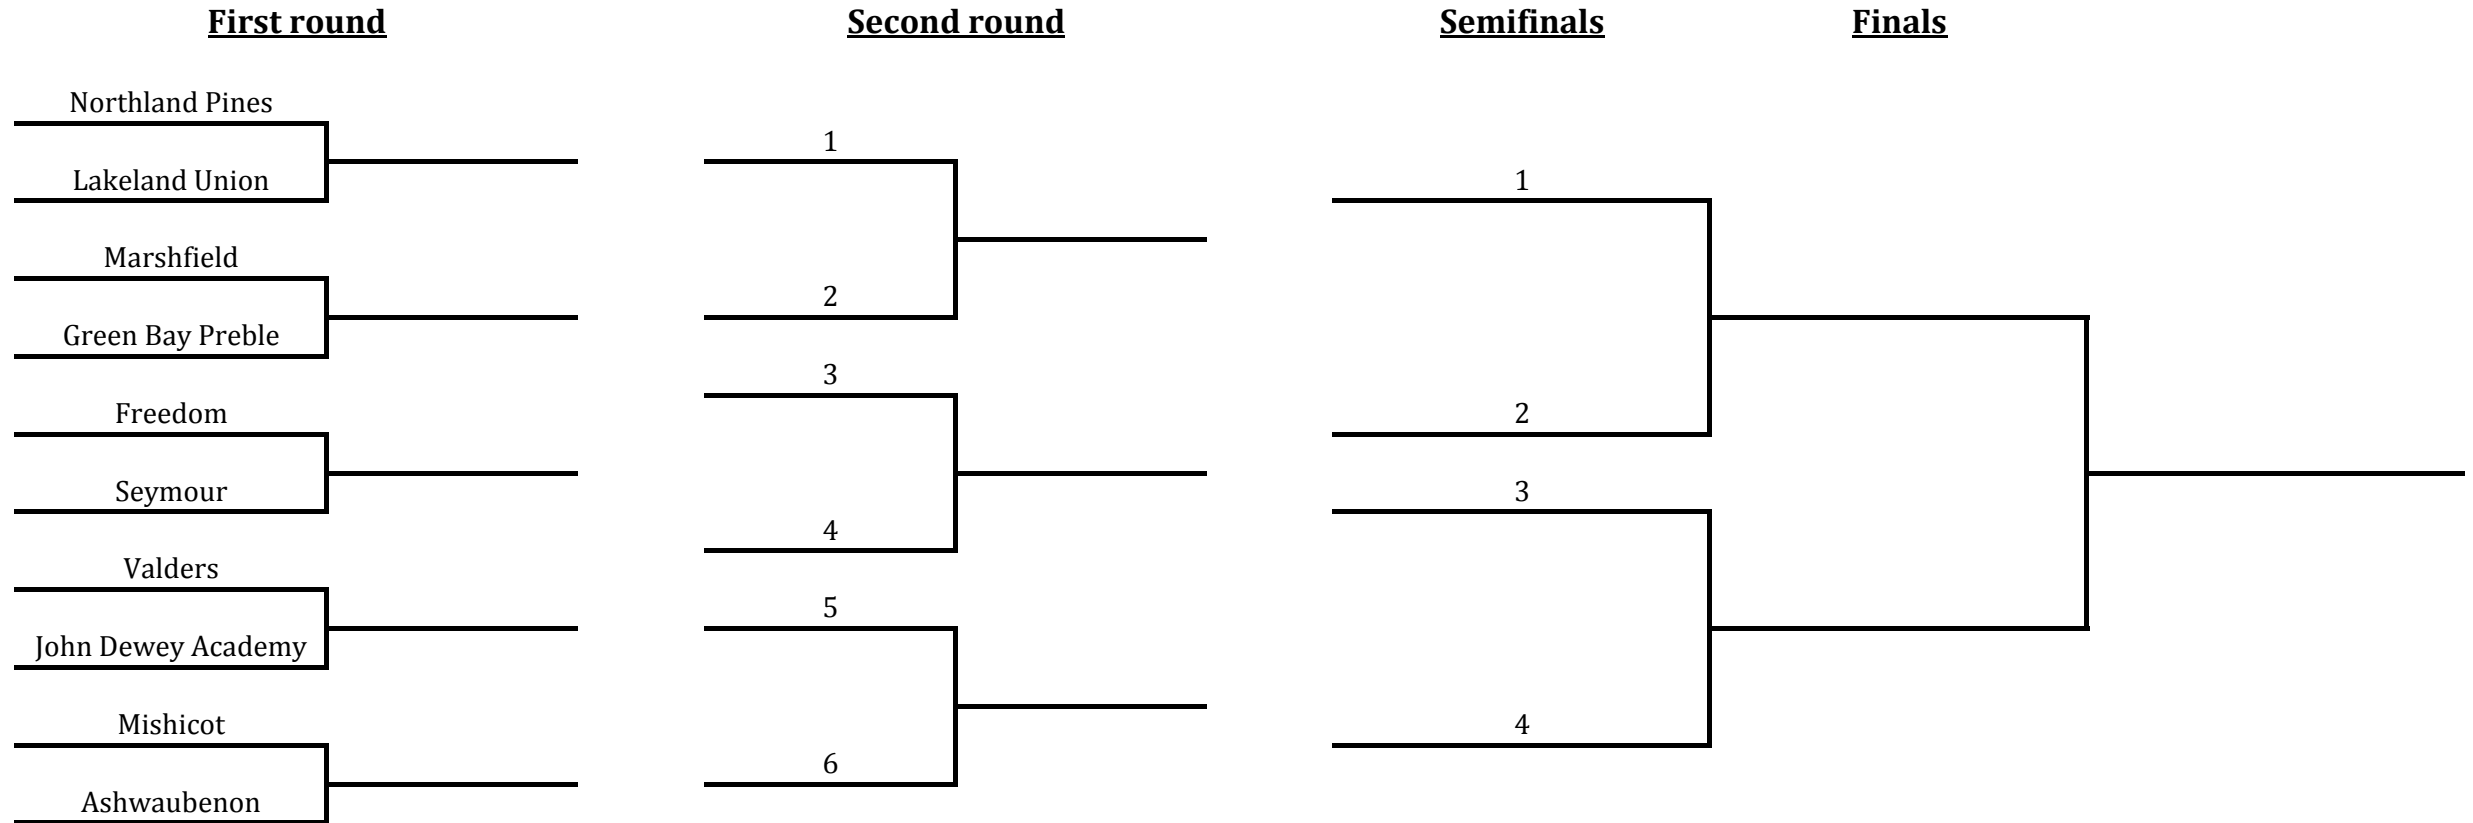 First round
Second round
Semifinals
Finals
Northland Pines
Lakeland Union
Marshfield
Green Bay Preble
Freedom
Seymour
Valders
John Dewey Academy
Mishicot
Ashwaubenon
1
2
3
4
5
6
1
2
3
4